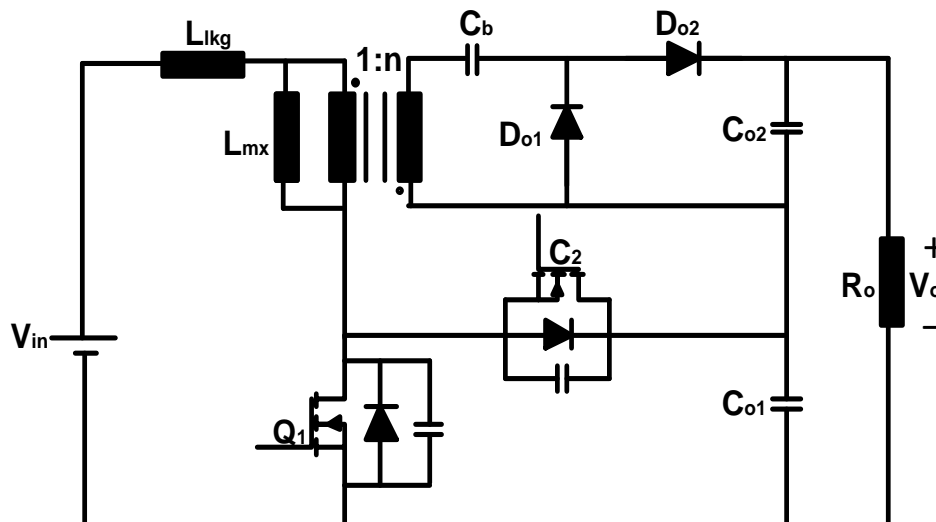 Llkg
Cb
Do2
1:n
Lmx
Do1
Co2
C2
Ro
+
Vo
−
Vin
Co1
Q1